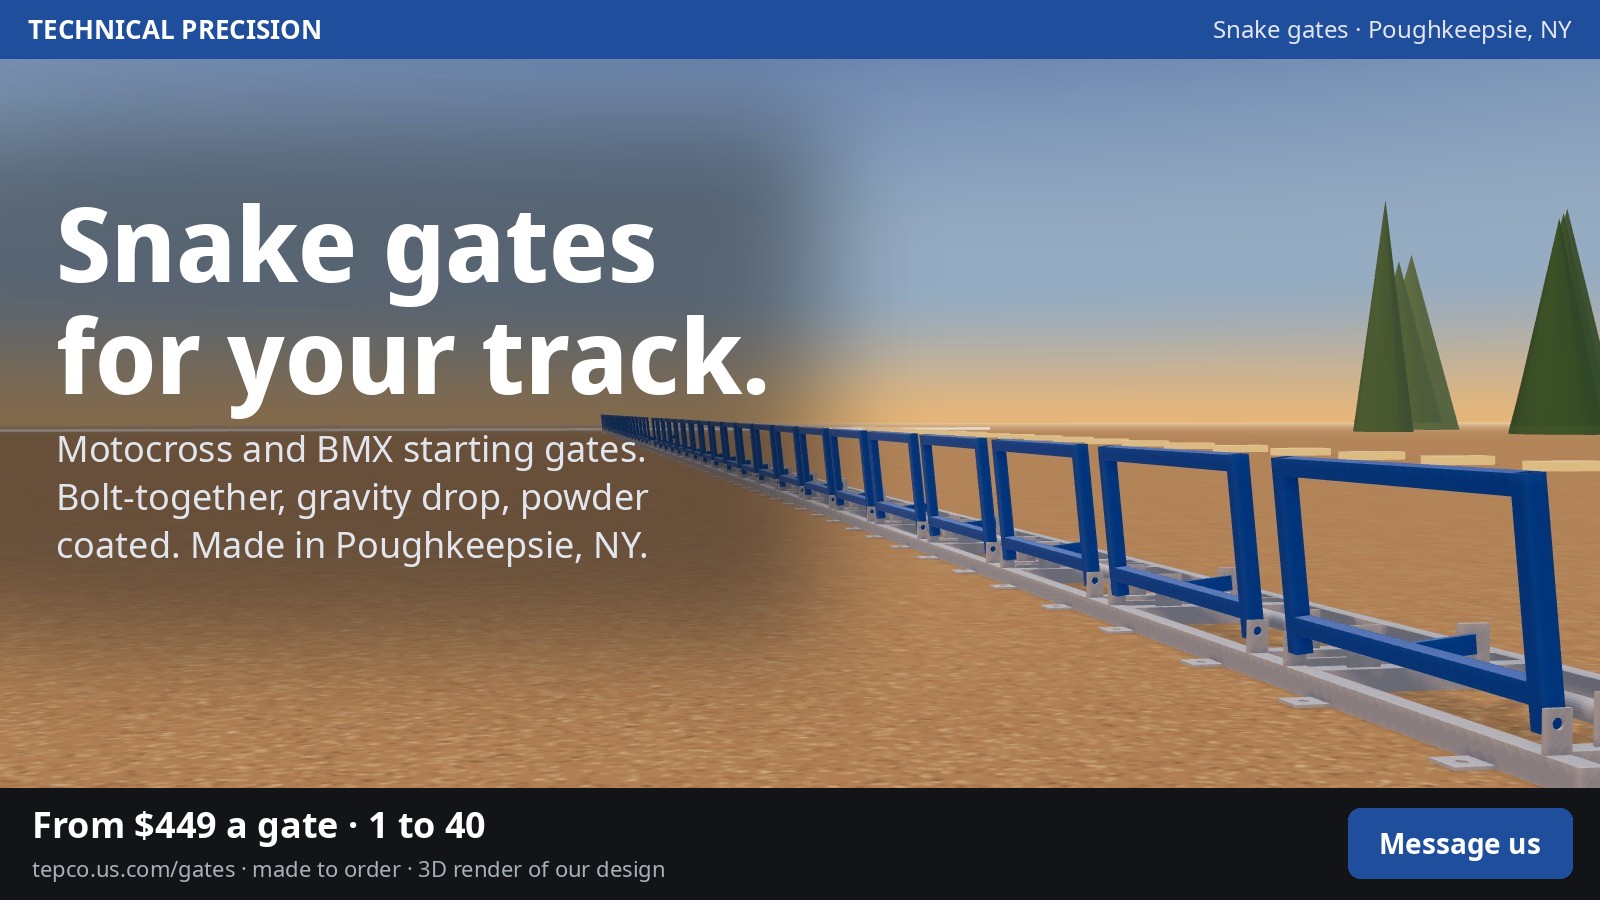 TECHNICAL PRECISION
Snake gates · Poughkeepsie, NY
Snake gates
for your track.
Motocross and BMX starting gates.
Bolt-together, gravity drop, powder
coated. Made in Poughkeepsie, NY.
From $449 a gate · 1 to 40
tepco.us.com/gates · made to order · 3D render of our design
Message us